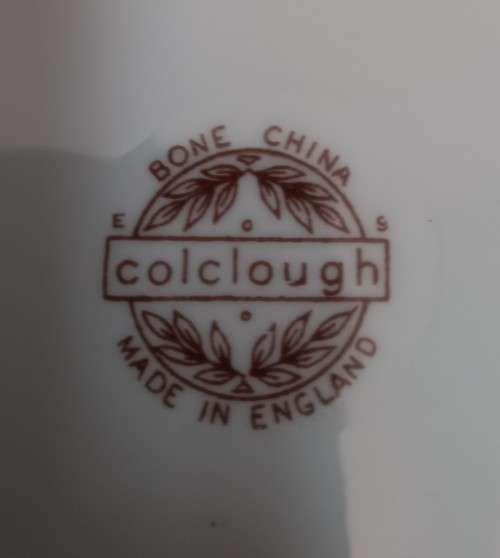 BONE CHINA
E S
colclough
MADE IN ENGLAND